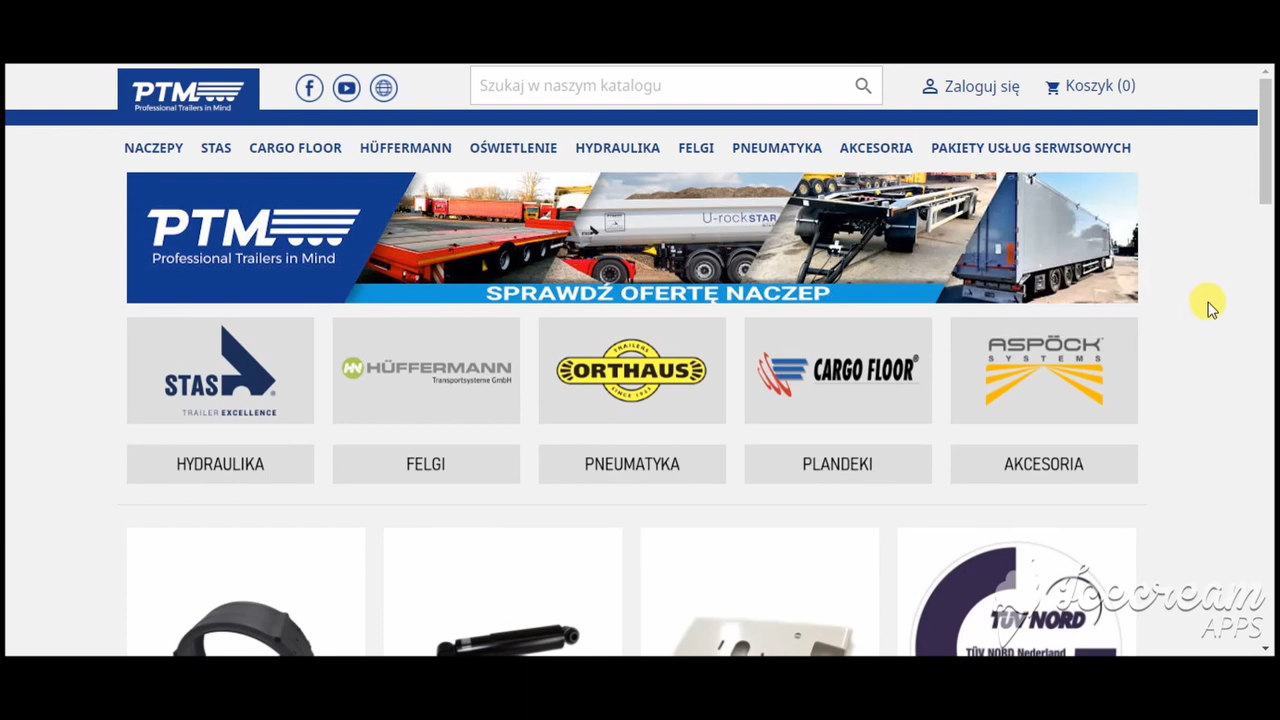 PTM
Professional Trailers in Mind
Szukaj w naszym katalogu
Zaloguj się
Koszyk (0)
NACZEPY STAS CARGO FLOOR HÜFFERMANN OŚWIETLENIE HYDRAULIKA FELGI PNEUMATYKA AKCESORIA PAKIETY USŁUG SERWISOWYCH
PTM
Professional Trailers in Mind
U-rockSTAR
SPRAWDŹ OFERTĘ NACZEP
STAS
TRAILER EXCELLENCE
HÜFFERMANN
Transportsysteme GmbH
TRAILERS
ORTHAUS
CARGO FLOOR
ASPÖCK
SYSTEMS
HYDRAULIKA
FELGI
PNEUMATYKA
PLANDEKI
AKCESORIA
TÜV NORD
TÜV NORD Nederland
Icecream
APPS